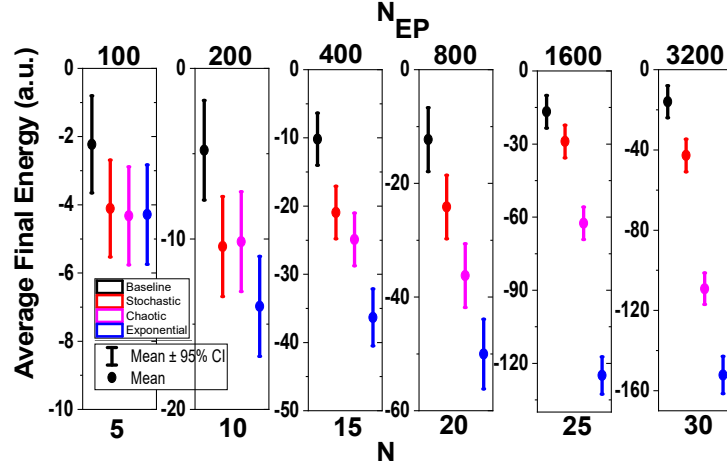 N_EP
100 200 400 800 1600 3200
Average Final Energy (a.u.)
0
-2
-4
-6
-8
-10
0
-10
-20
0
-10
-20
-30
-40
-50
0
-20
-40
-60
0
-30
-60
-90
-120
0
-40
-80
-120
-160
Baseline
Stochastic
Chaotic
Exponential
Mean ± 95% CI
Mean
5 10 15 20 25 30
N